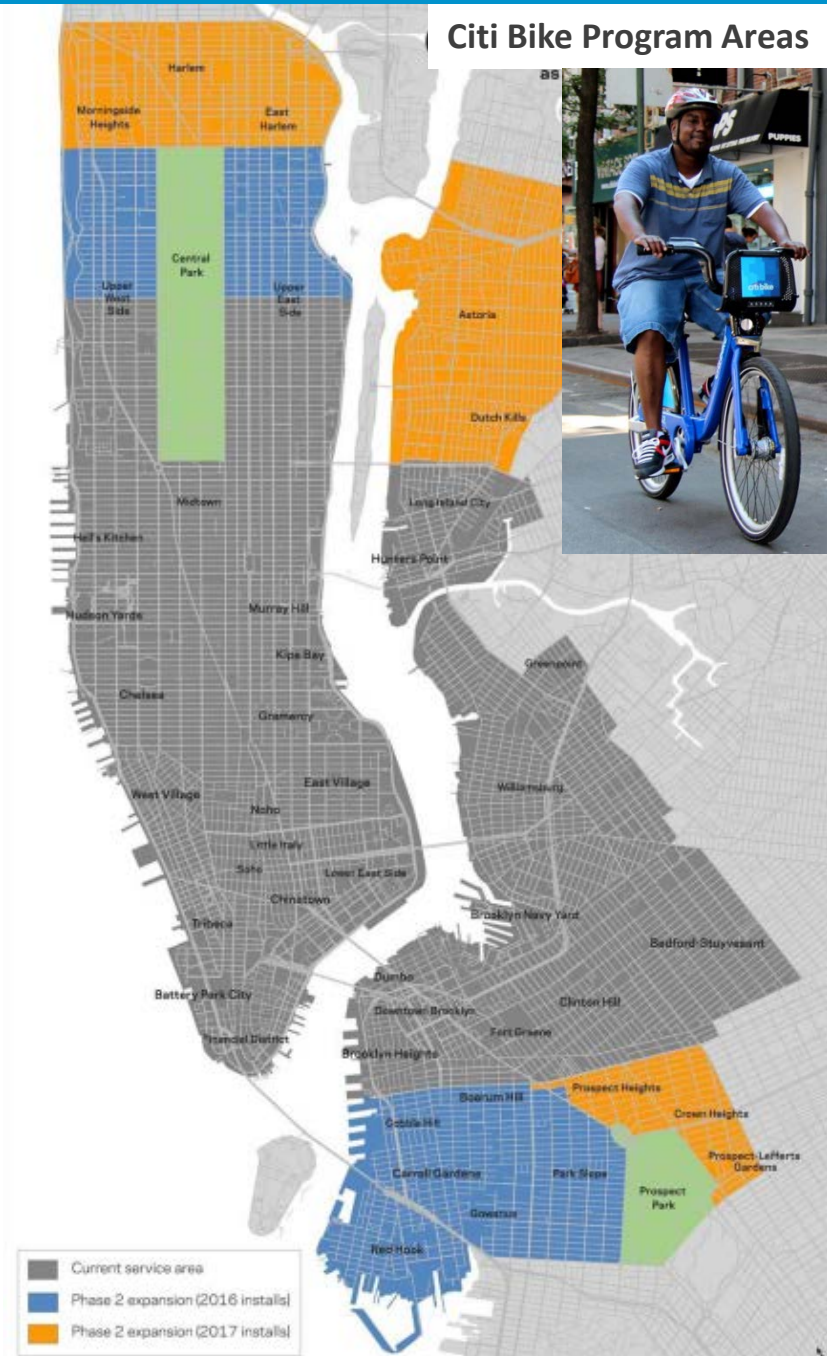 Citi Bike Program Areas
as
Harlem
Morningside
Heights
East
Harlem
Central
Park
Upper
West
Side
Upper
East
Side
Astoria
Dutch Kills
Midtown
Long Island City
Hell's Kitchen
Hunters Point
Hudson Yards
Murray Hill
Kips Bay
Greenpoint
Chelsea
Gramercy
East Village
West Village
Williamsburg
Noho
Little Italy
Soho
Lower East Side
Chinatown
Tribeca
Brooklyn Navy Yard
Bedford-Stuyvesant
Dumbo
Battery Park City
Downtown Brooklyn
Clinton Hill
Fort Greene
Financial District
Brooklyn Heights
Prospect Heights
Boerum Hill
Crown Heights
Cobble Hill
Prospect-Lefferts
Gardens
Carroll Gardens
Park Slope
Prospect
Park
Gowanus
Red Hook
Current service area
Phase 2 expansion (2016 installs)
Phase 2 expansion (2017 installs)
PUPPIES
citi bike